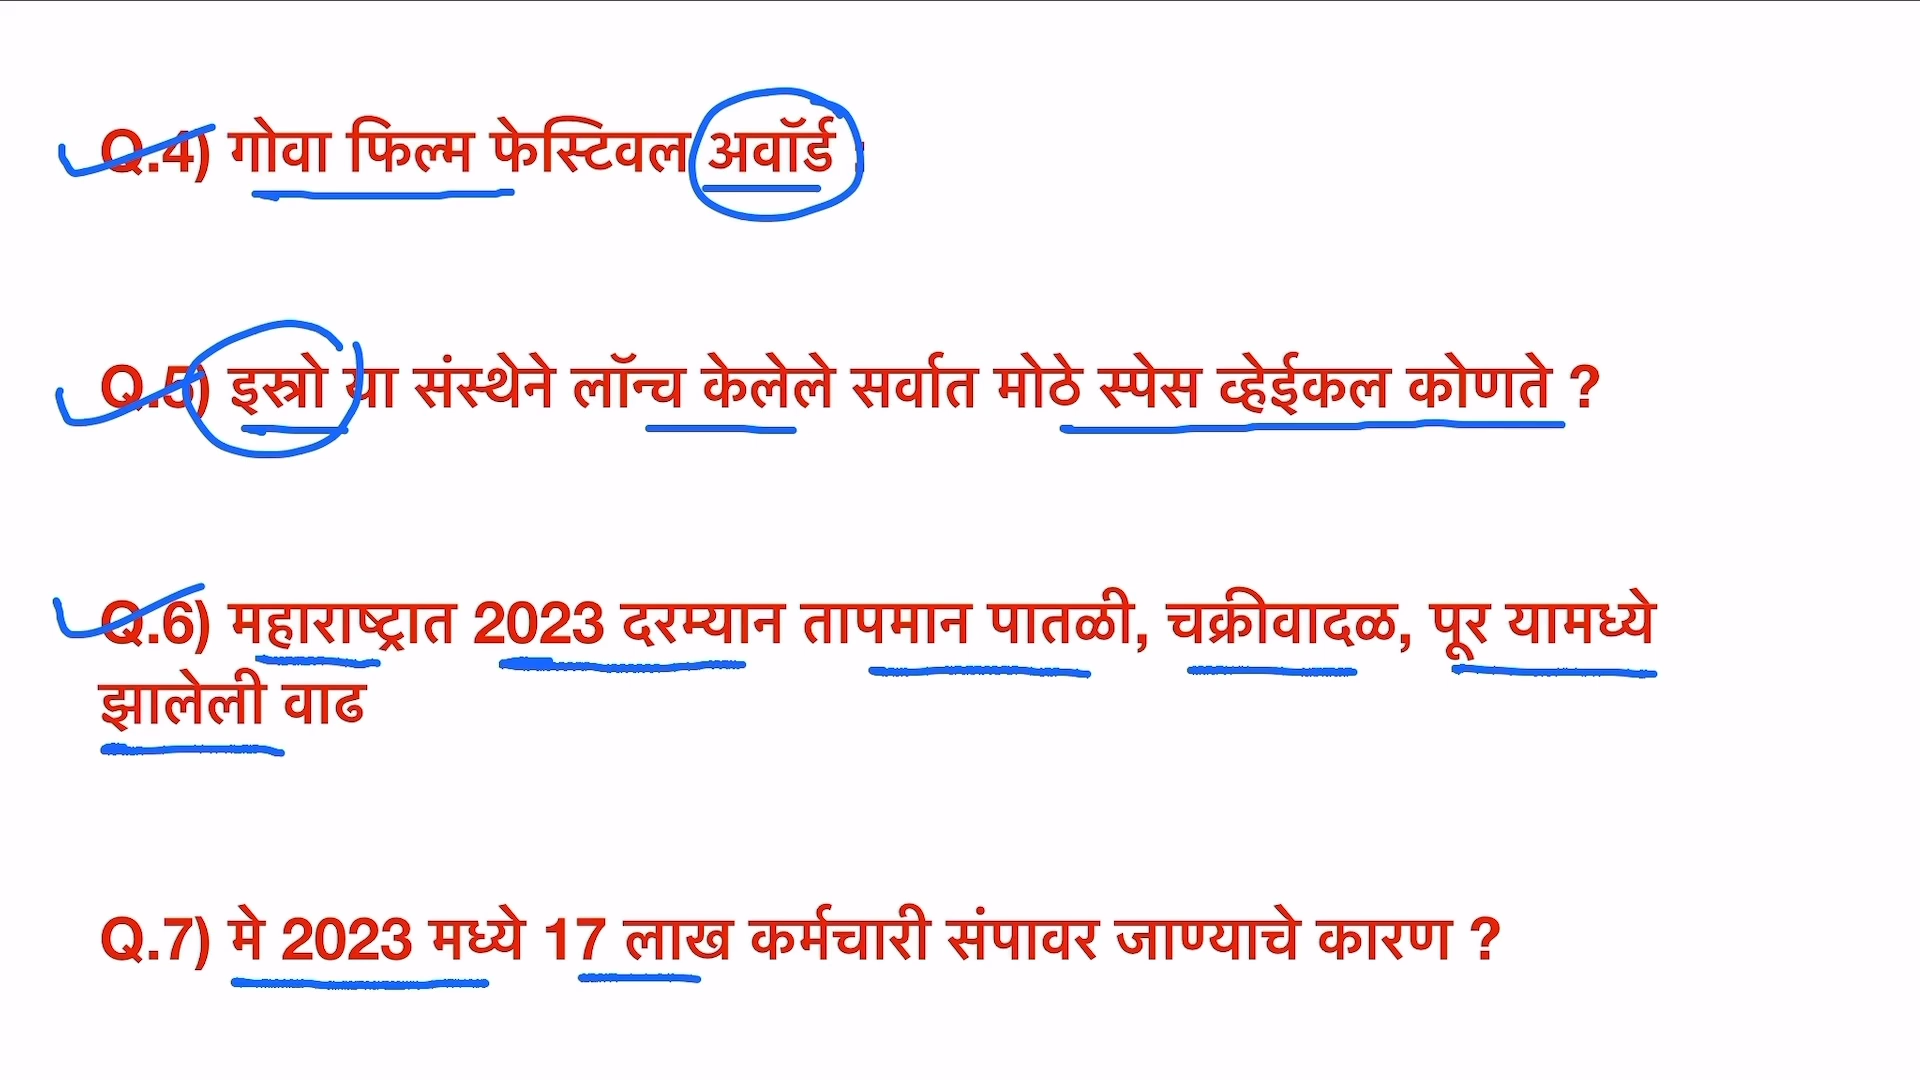 Q.4) गोवा फिल्म फेस्टिवल अवॉर्ड :
Q.5) इस्रो या संस्थेने लॉन्च केलेले सर्वात मोठे स्पेस व्हेईकल कोणते ?
Q.6) महाराष्ट्रात 2023 दरम्यान तापमान पातळी, चक्रीवादळ, पूर यामध्ये
झालेली वाढ
Q.7) मे 2023 मध्ये 17 लाख कर्मचारी संपावर जाण्याचे कारण ?